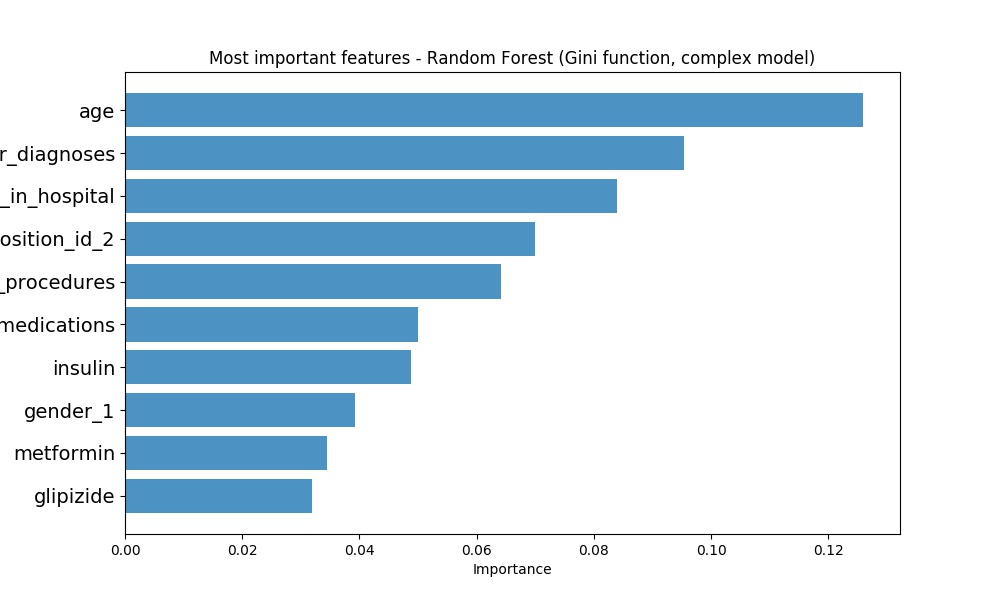 Most important features - Random Forest (Gini function, complex model)
age
r_diagnoses
_in_hospital
osition_id_2
_procedures
medications
insulin
gender_1
metformin
glipizide
0.00 0.02 0.04 0.06 0.08 0.10 0.12
Importance